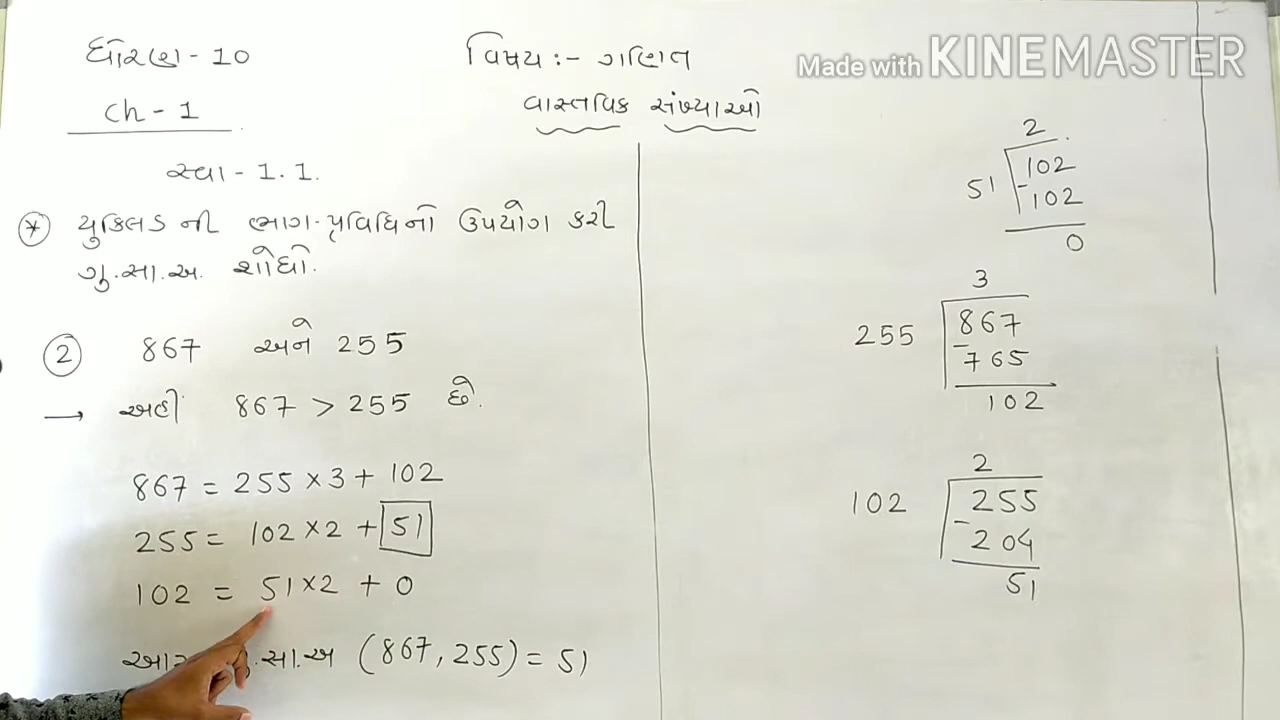 ધોરણ - 10
વિષય :- ગણિત
Made with KINEMASTER
Ch - 1
વાસ્તવિક સંખ્યાઓ
સ્વા - 1.1.
* યુક્લિડ ની ભાગ-પ્રવિધિનો ઉપયોગ કરી
ગુ.સા.અ. શોધો.
2 867 અને 255
→ અહીં 867 > 255 છે.
867 = 255 × 3 + 102
255 = 102 × 2 + 51
102 = 51 × 2 + 0
.સા.અ (867, 255) = 51
2
51 102
- 102
0
3
255 867
- 765
102
2
102 255
- 204
51